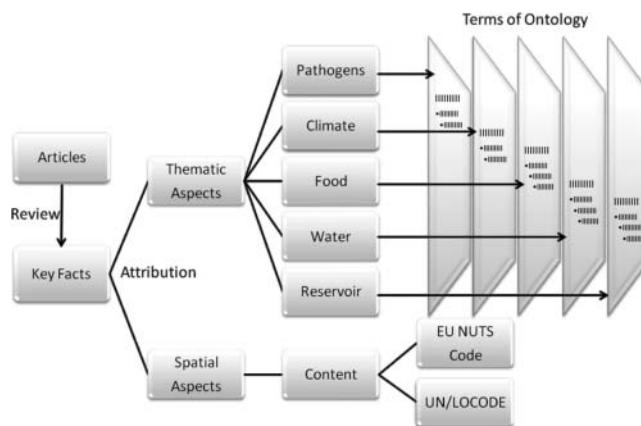 Terms of Ontology
Pathogens
Climate
Articles
Thematic
Aspects
Food
Review
Water
Key Facts
Attribution
Reservoir
EU NUTS
Code
Spatial
Aspects
Content
UN/LOCODE